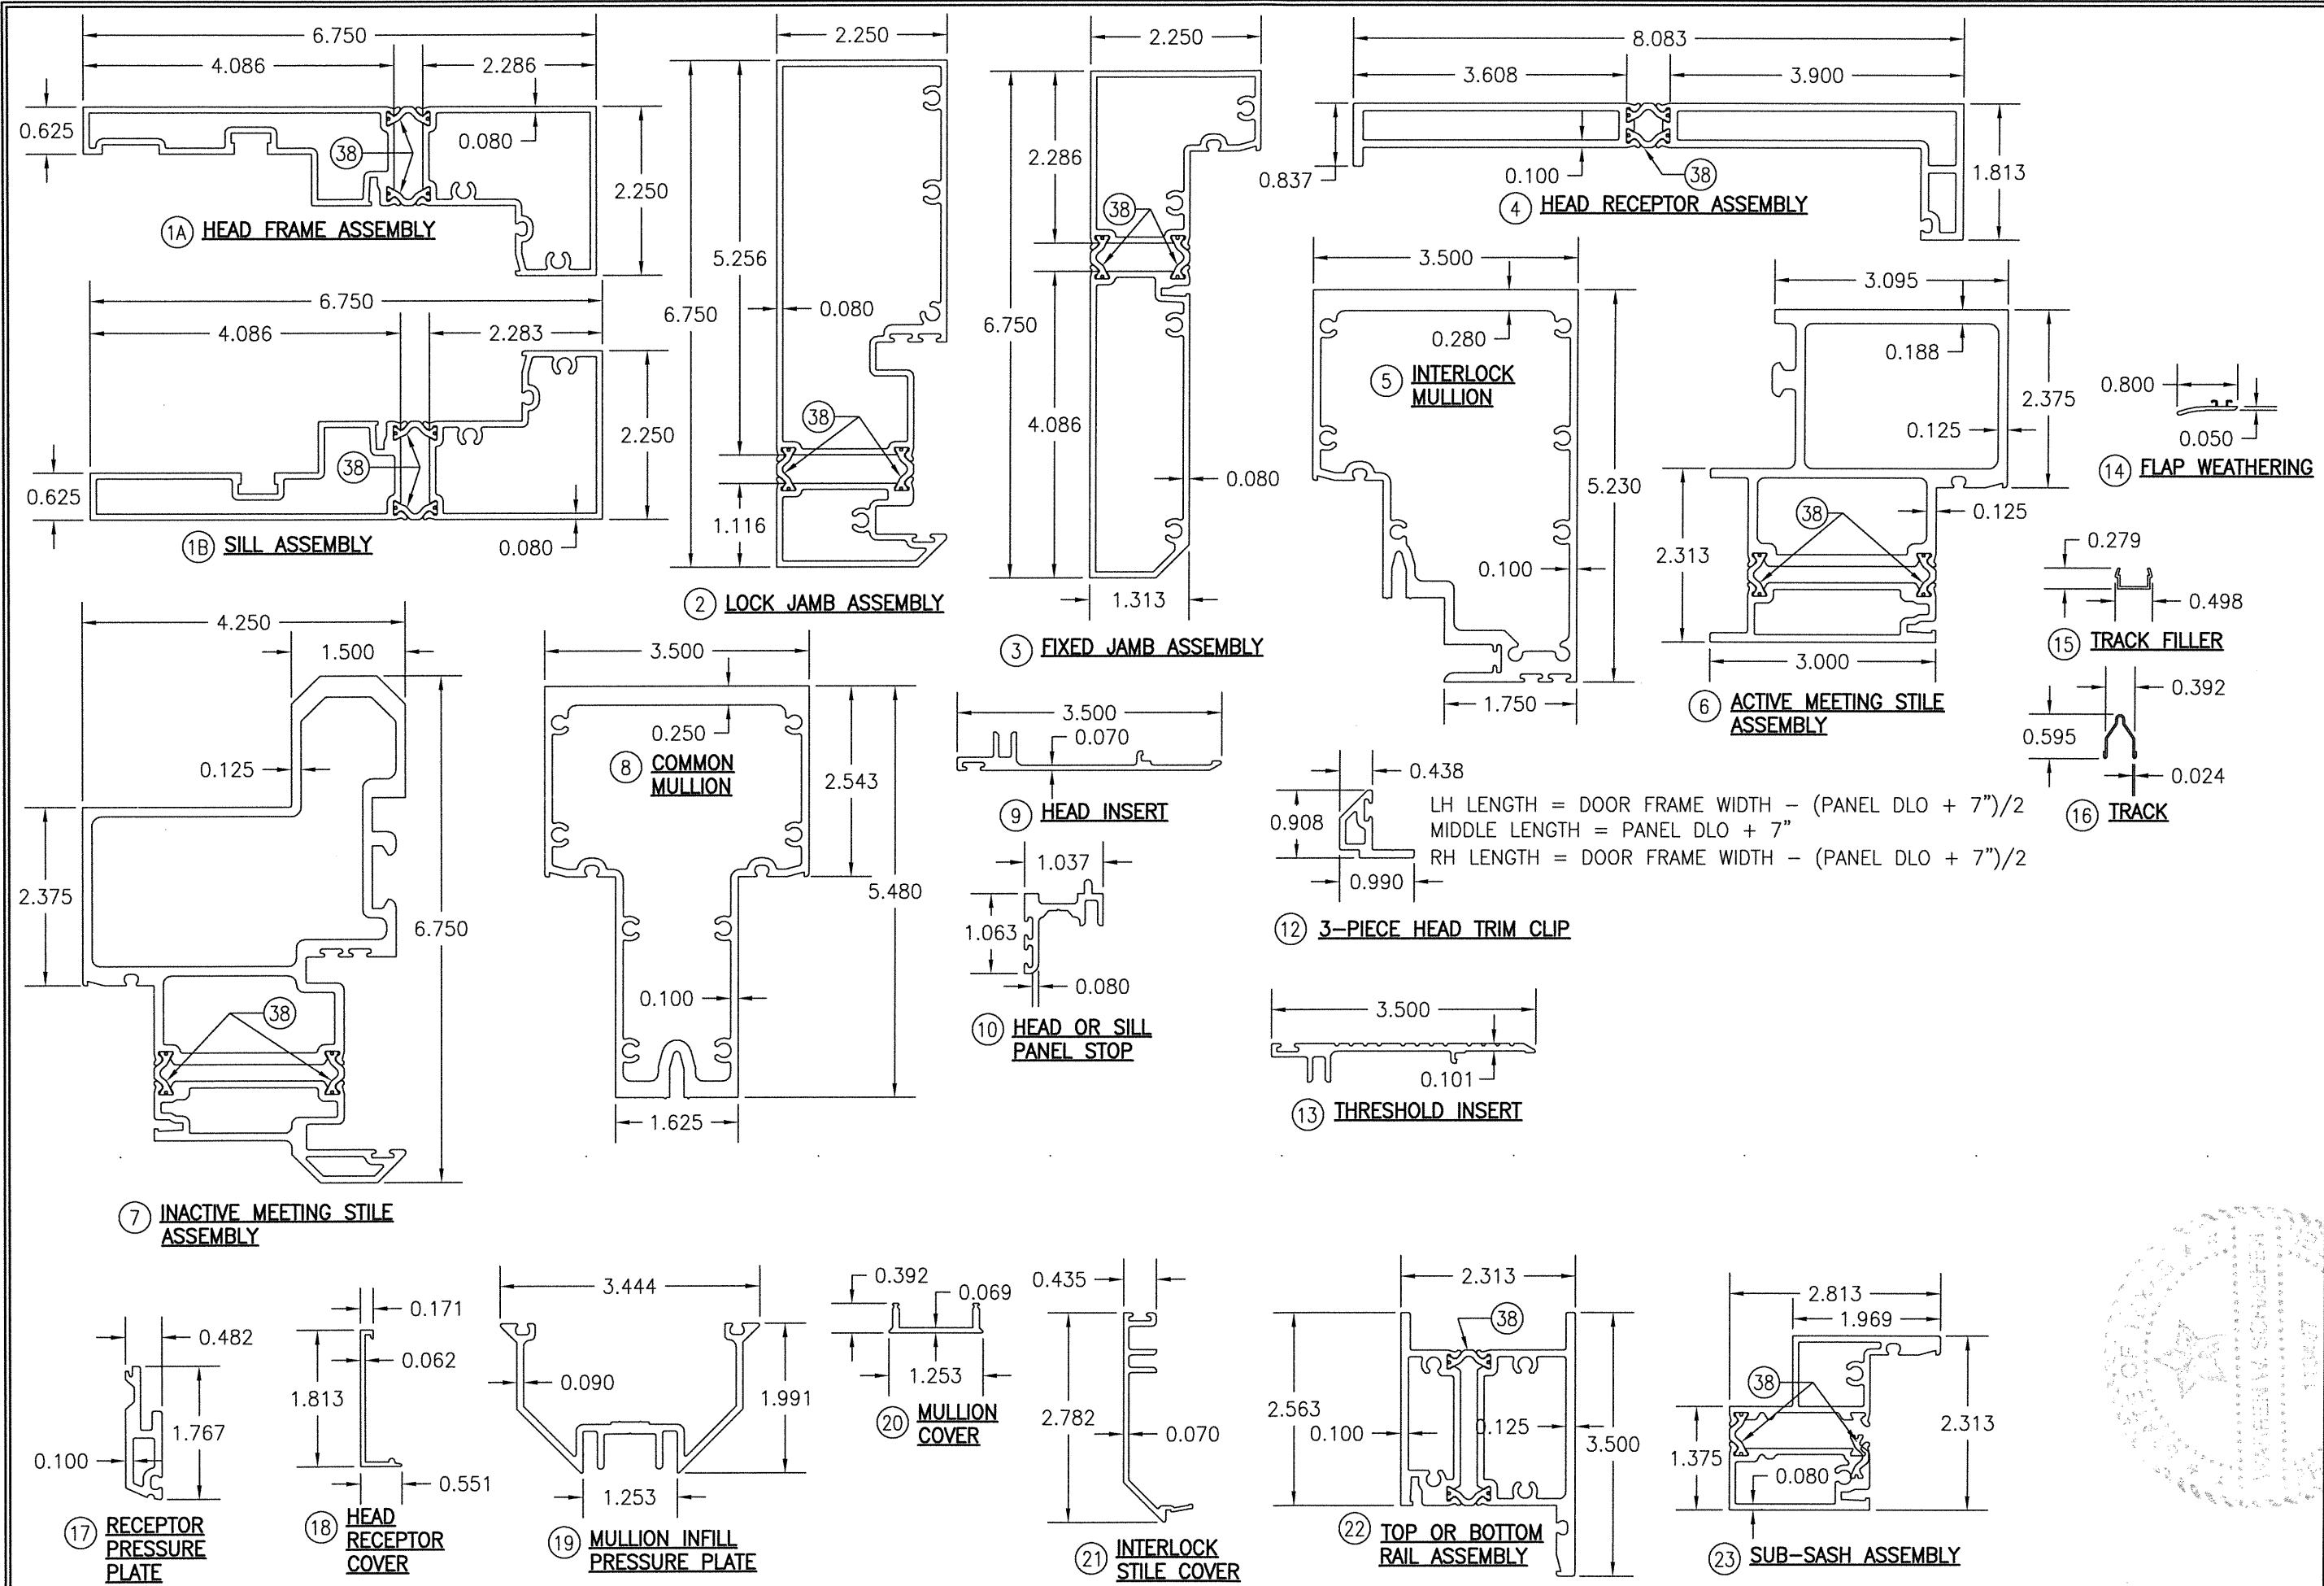 6.750
4.086
2.286
0.625
0.080
2.250
38
1A HEAD FRAME ASSEMBLY
6.750
4.086
2.283
0.625
2.250
38
0.080
1B SILL ASSEMBLY
2.250
6.750
5.256
0.080
38
1.116
2 LOCK JAMB ASSEMBLY
2.250
2.286
38
6.750
4.086
0.080
1.313
3 FIXED JAMB ASSEMBLY
8.083
3.608
3.900
0.837
0.100
38
1.813
4 HEAD RECEPTOR ASSEMBLY
3.500
0.280
5 INTERLOCK
MULLION
5.230
0.100
1.750
3.095
0.188
2.375
0.125
0.125
38
2.313
3.000
6 ACTIVE MEETING STILE
ASSEMBLY
0.800
0.050
14 FLAP WEATHERING
0.279
0.498
15 TRACK FILLER
0.392
0.595
0.024
16 TRACK
4.250
1.500
0.125
2.375
6.750
38
7 INACTIVE MEETING STILE
ASSEMBLY
3.500
0.250
8 COMMON
MULLION
2.543
5.480
0.100
1.625
3.500
0.070
9 HEAD INSERT
1.037
1.063
0.080
10 HEAD OR SILL
PANEL STOP
0.438
0.908
0.990
LH LENGTH = DOOR FRAME WIDTH - (PANEL DLO + 7")/2
MIDDLE LENGTH = PANEL DLO + 7"
RH LENGTH = DOOR FRAME WIDTH - (PANEL DLO + 7")/2
12 3-PIECE HEAD TRIM CLIP
3.500
0.101
13 THRESHOLD INSERT
0.482
1.767
0.100
17 RECEPTOR
PRESSURE
PLATE
0.171
0.062
1.813
0.551
18 HEAD
RECEPTOR
COVER
3.444
0.090
1.991
1.253
19 MULLION INFILL
PRESSURE PLATE
0.392
0.069
1.253
20 MULLION
COVER
0.435
2.782
0.070
21 INTERLOCK
STILE COVER
2.313
38
2.563
0.100
0.125
3.500
22 TOP OR BOTTOM
RAIL ASSEMBLY
2.813
1.969
38
1.375
0.080
2.313
23 SUB-SASH ASSEMBLY